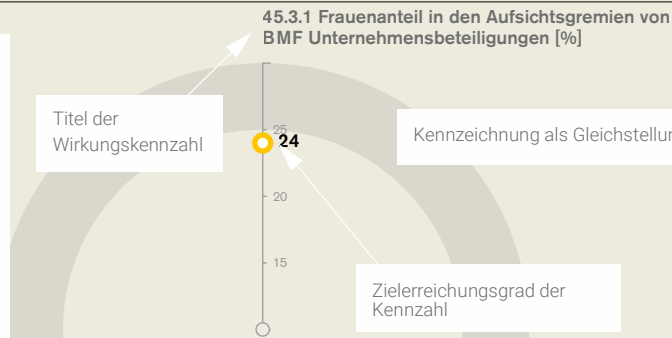 45.3.1 Frauenanteil in den Aufsichtsgremien von
BMF Unternehmensbeteiligungen [%]
Titel der
Wirkungskennzahl
25
24
Kennzeichnung als Gleichstellun
20
15
Zielerreichungsgrad der
Kennzahl